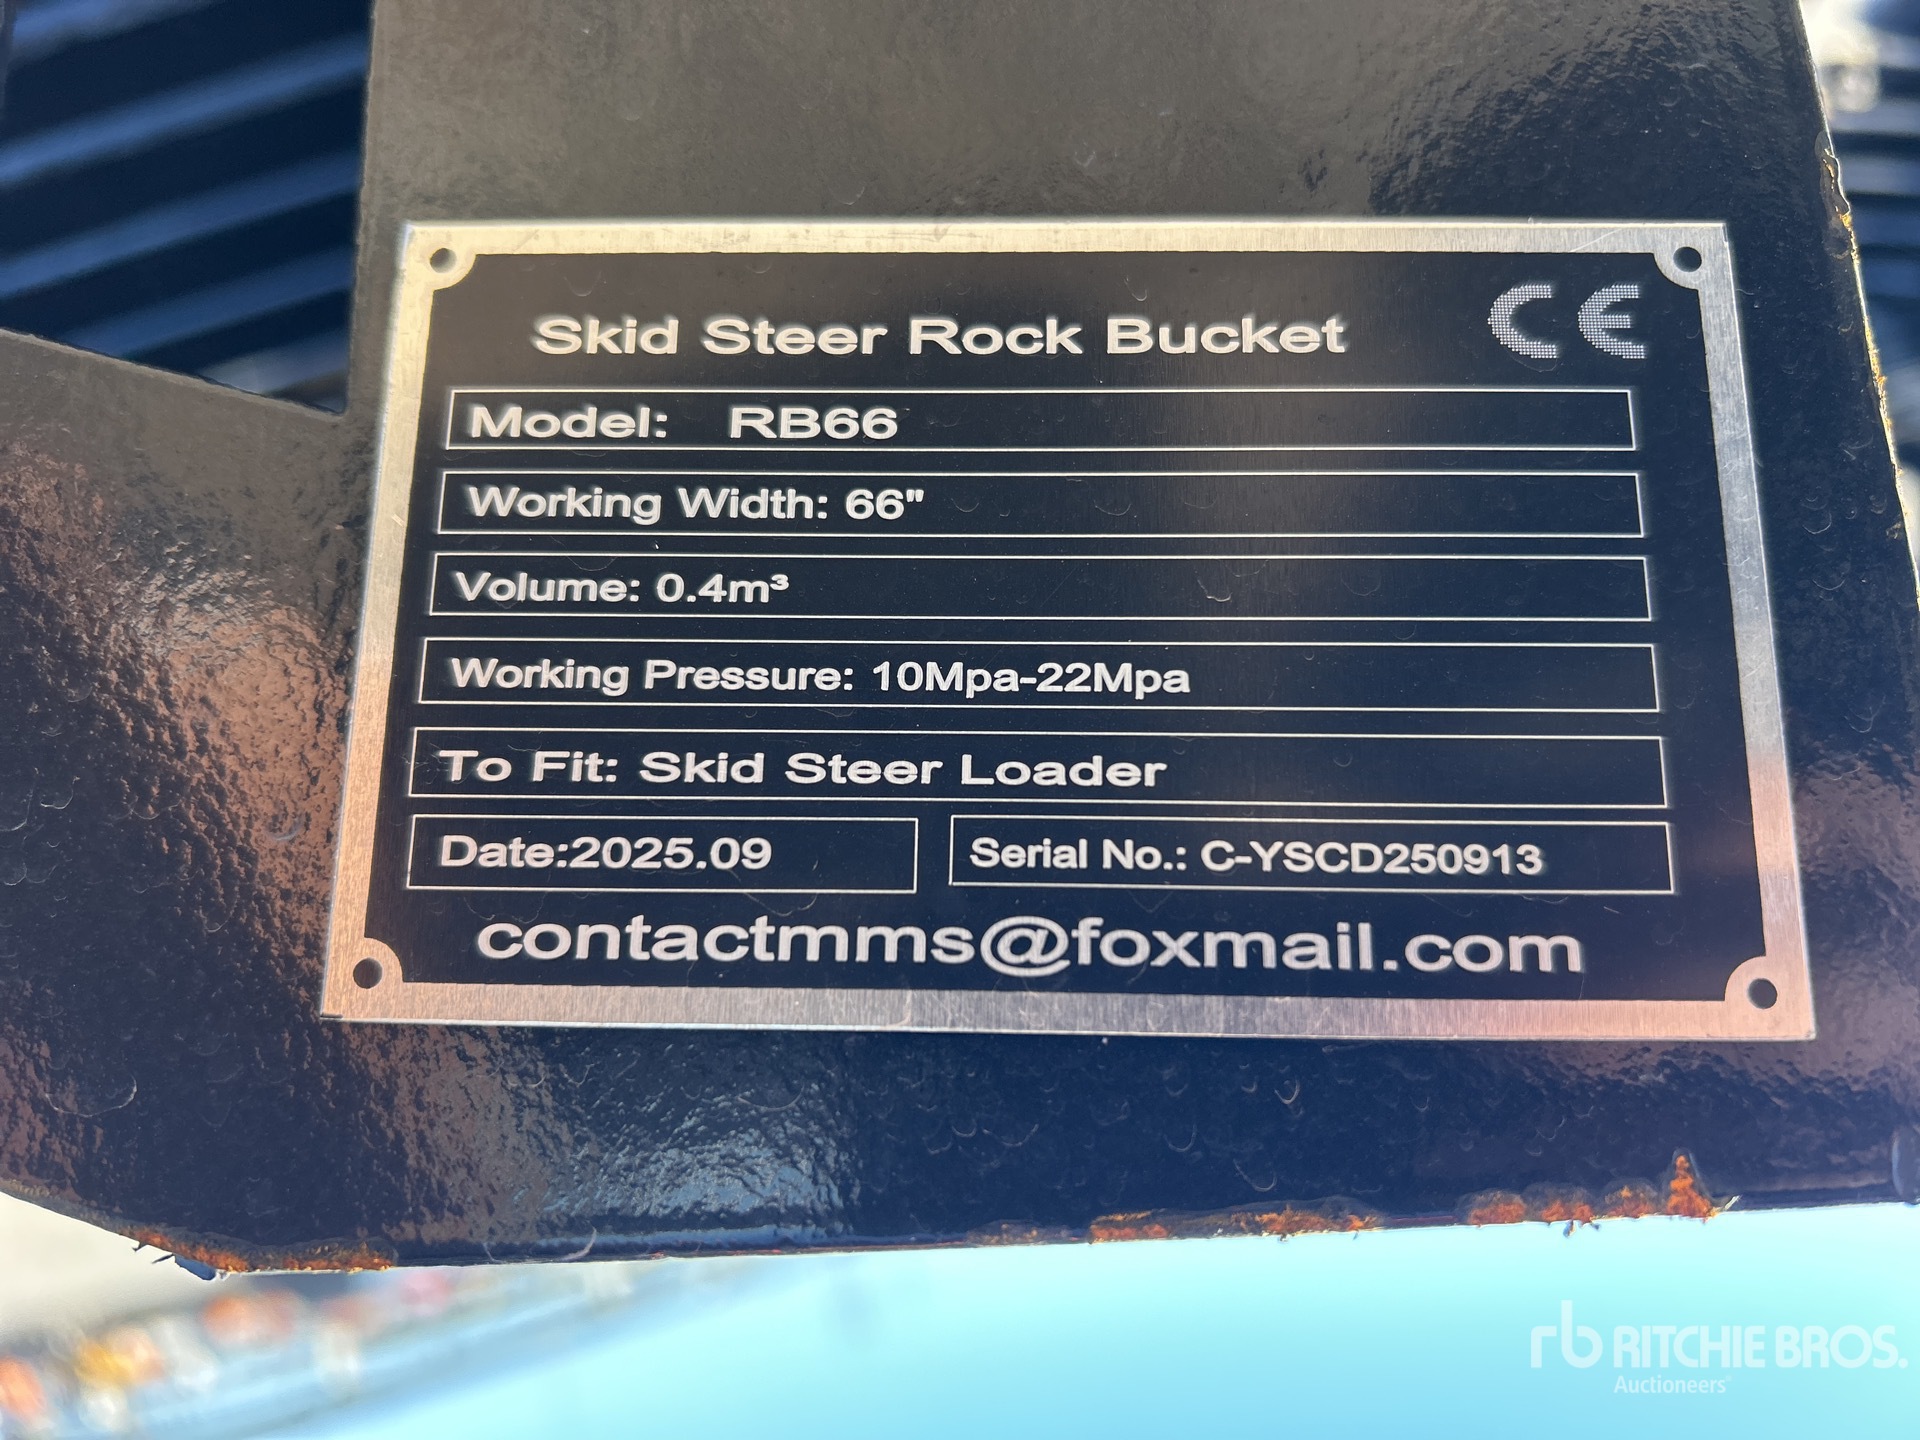 Skid Steer Rock Bucket CE
Model: RB66
Working Width: 66"
Volume: 0.4m³
Working Pressure: 10Mpa-22Mpa
To Fit: Skid Steer Loader
Date:2025.09 Serial No.: C-YSCD250913
contactmms@foxmail.com
rb RITCHIE BROS.
Auctioneers